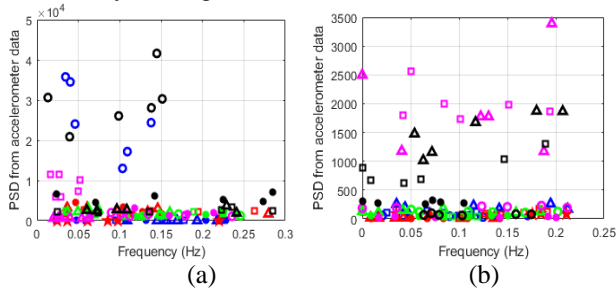 × 10⁴
5
4
3
2
1
0
0 0.05 0.1 0.15 0.2 0.25 0.3
PSD from accelerometer data
Frequency (Hz)
(a)
3500
3000
2500
2000
1500
1000
500
0 0.05 0.1 0.15 0.2 0.25
PSD from accelerometer data
Frequency (Hz)
(b)